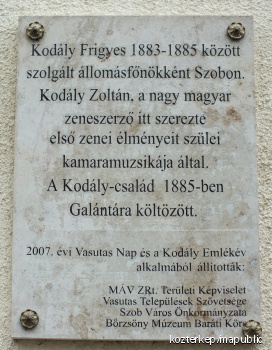 Kodály Frigyes 1883-1885 között
szolgált állomásfőnökként Szobon.
Kodály Zoltán, a nagy magyar
zeneszerző itt szerezte
első zenei élményeit szülei
kamaramuzsikája által.
A Kodály-család 1885-ben
Galántára költözött.
2007. évi Vasutas Nap és a Kodály Emlékév
alkalmából állították:
MÁV ZRt. Területi Képviselet
Vasutas Települések Szövetsége
Szob Város Önkormányzata
Börzsöny Múzeum Baráti Kör
kozterkep.hu